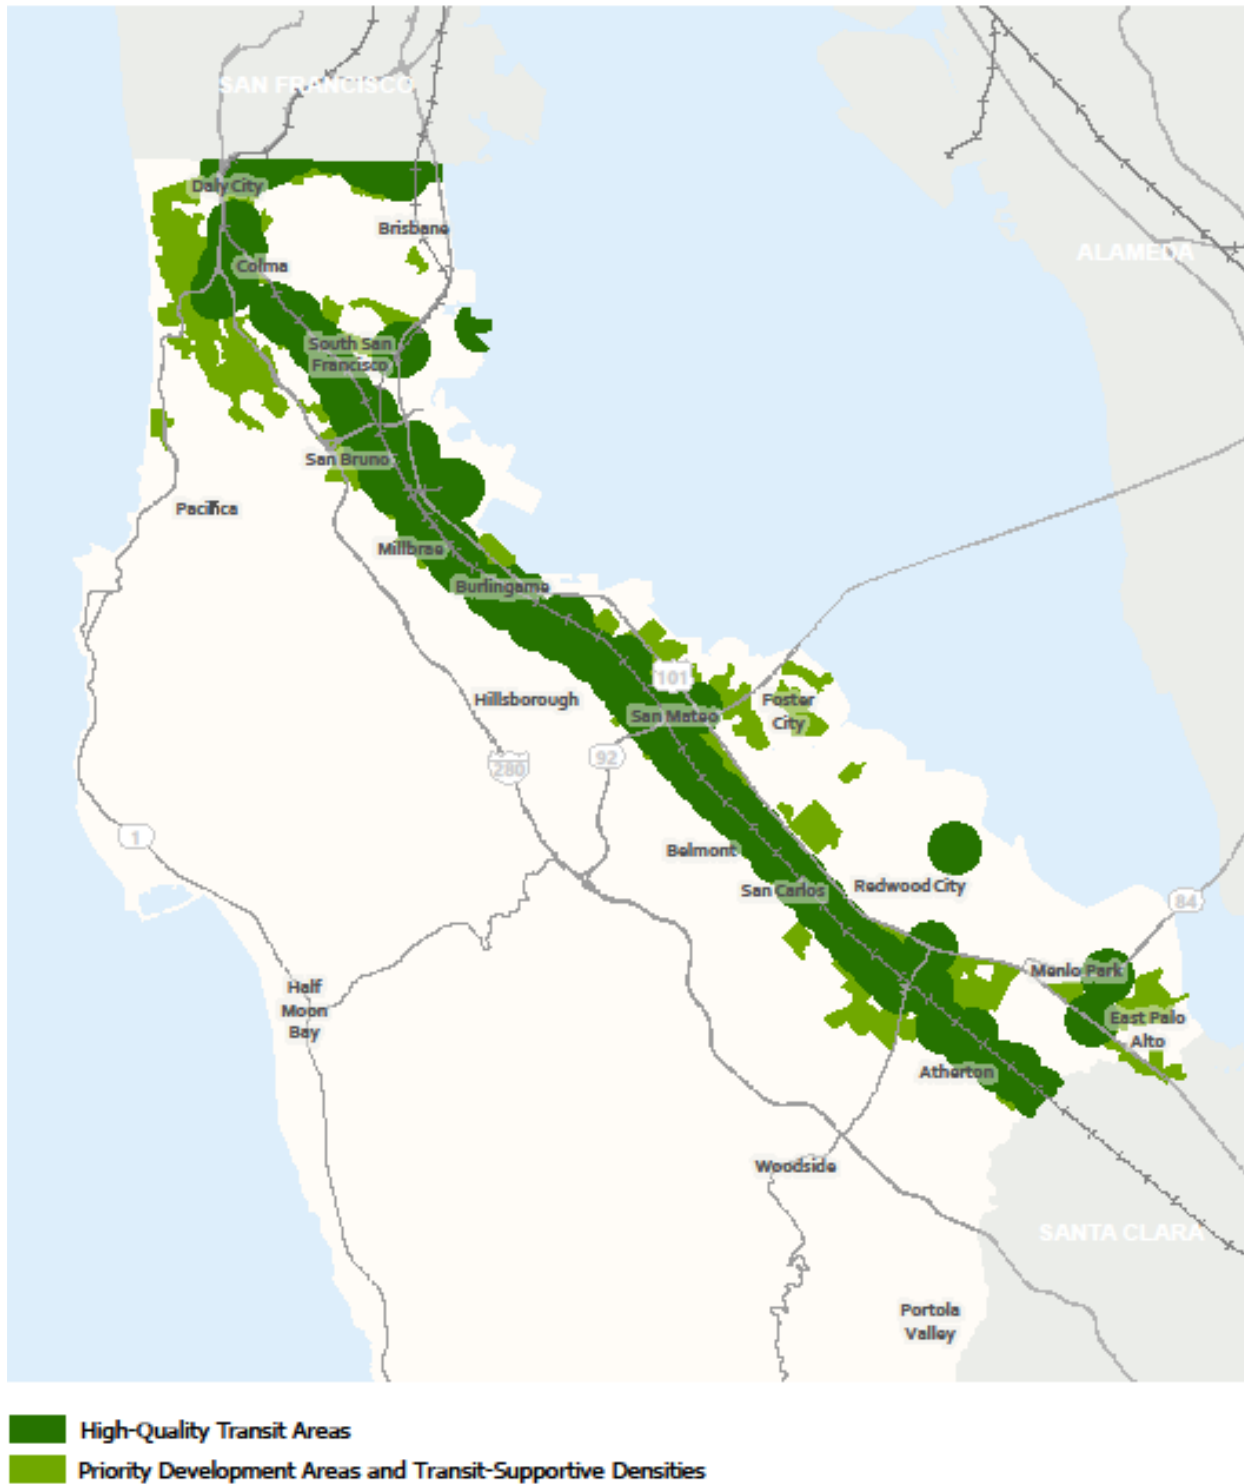 SAN FRANCISCO
Daly City
Brisbane
ALAMEDA
Colma
South San
Francisco
San Bruno
Pacifica
Millbrae
Burlingame
101
Hillsborough
San Mateo
Foster
City
92
280
1
Belmont
San Carlos
Redwood City
84
Menlo Park
Half
Moon
Bay
East Palo
Alto
Atherton
Woodside
SANTA CLARA
Portola
Valley
High-Quality Transit Areas
Priority Development Areas and Transit-Supportive Densities